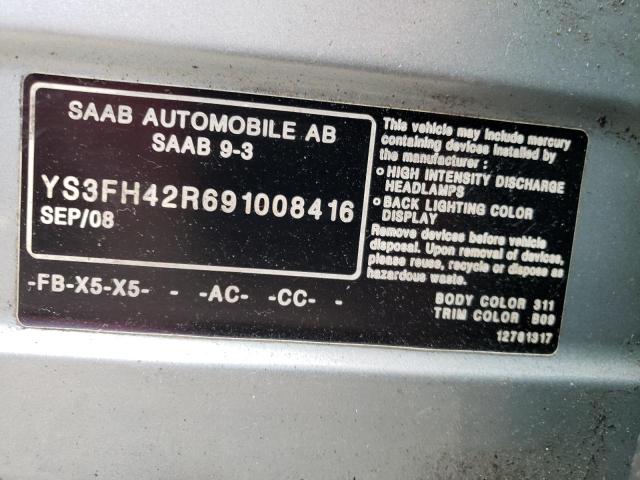 SAAB AUTOMOBILE AB
SAAB 9-3
YS3FH42R691008416
SEP/08
-FB-X5-X5- - -AC- -CC- -
This vehicle may include mercury
containing devices installed by
the manufacturer :
○ HIGH INTENSITY DISCHARGE
HEADLAMPS
○ BACK LIGHTING COLOR
DISPLAY
Remove devices before vehicle
disposal. Upon removal of devices,
please reuse, recycle or dispose as
hazardous waste.
BODY COLOR 311
TRIM COLOR B09
12781317